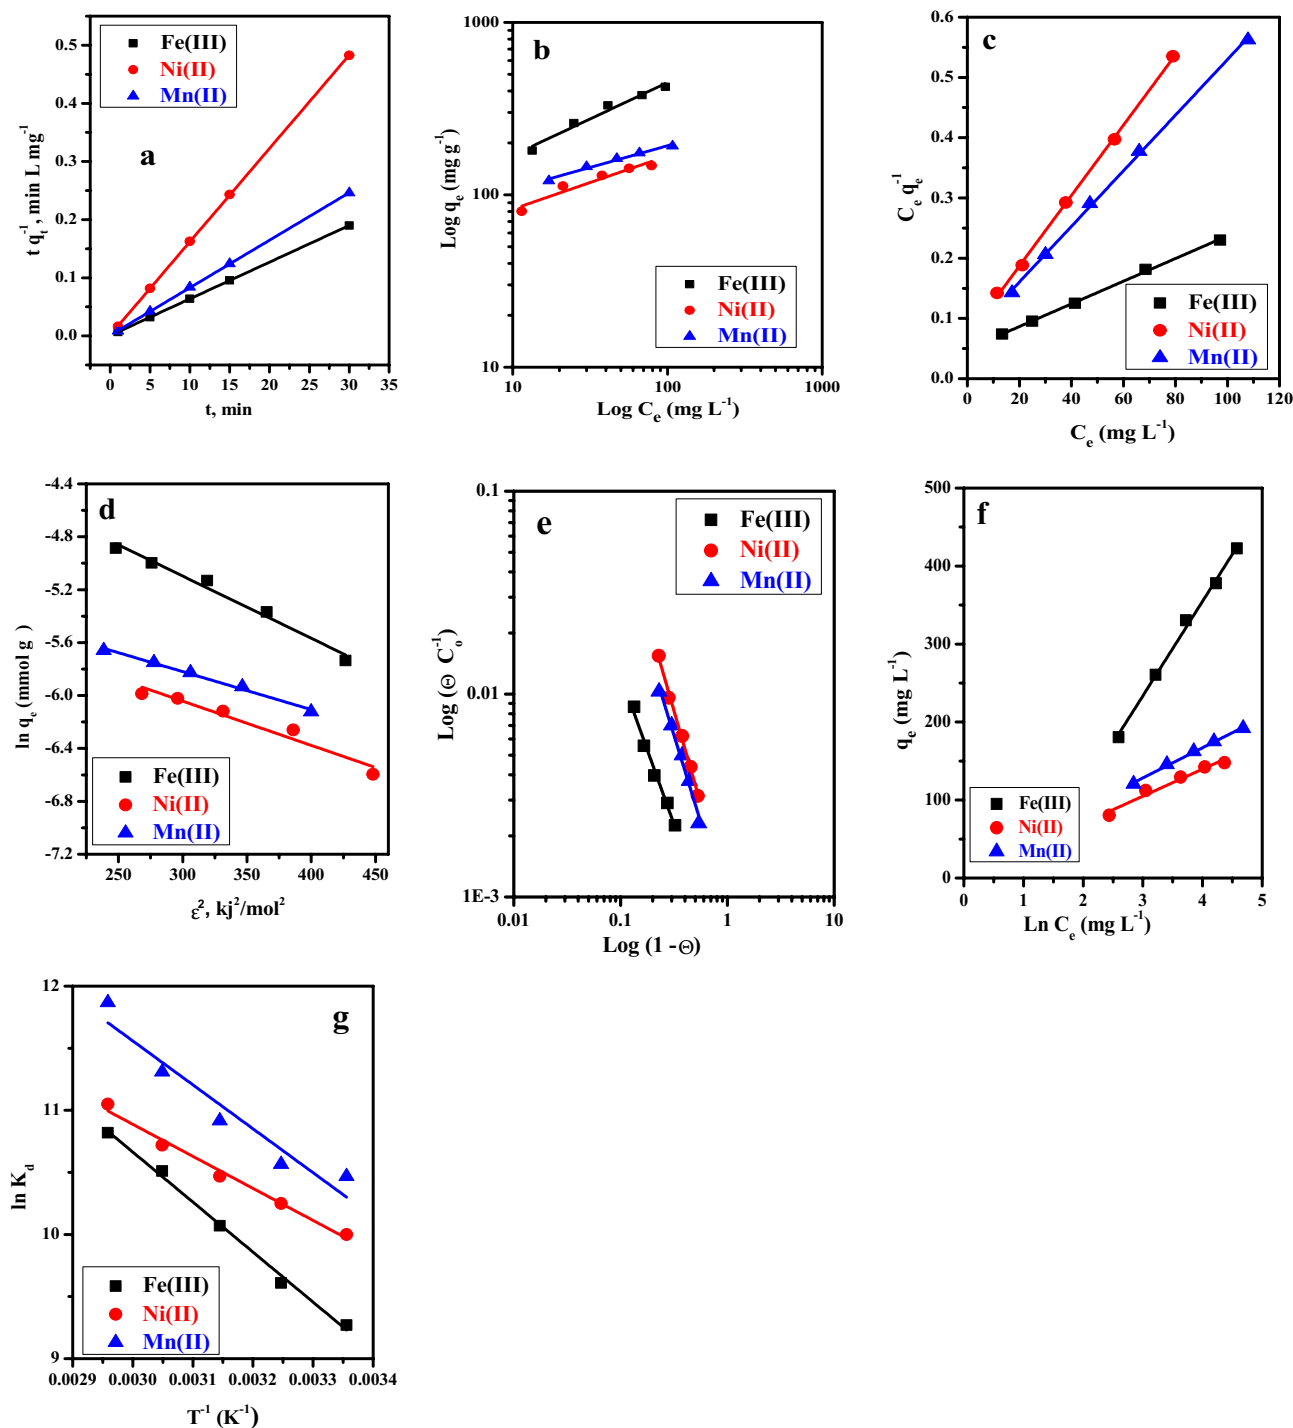 a
Fe(III)
Ni(II)
Mn(II)
0.5
0.4
0.3
0.2
0.1
0.0
0 5 10 15 20 25 30 35
t q_t^-1, min L mg^-1
t, min
b
1000
100
10
10 100 1000
Log q_e (mg g^-1)
Log C_e (mg L^-1)
Fe(III)
Ni(II)
Mn(II)
c
0.6
0.5
0.4
0.3
0.2
0.1
0.0
0 20 40 60 80 100 120
C_e q_e^-1
C_e (mg L^-1)
Fe(III)
Ni(II)
Mn(II)
d
-4.4
-4.8
-5.2
-5.6
-6.0
-6.4
-6.8
-7.2
250 300 350 400 450
ln q_e (mmol g^-)
ε², kj²/mol²
Fe(III)
Ni(II)
Mn(II)
e
Fe(III)
Ni(II)
Mn(II)
0.1
0.01
1E-3
0.01 0.1 1 10
Log (Θ C_o^-1)
Log (1 -Θ)
f
500
400
300
200
100
0
0 1 2 3 4 5
q_e (mg L^-1)
Ln C_e (mg L^-1)
Fe(III)
Ni(II)
Mn(II)
g
12
11
10
9
0.0029 0.0030 0.0031 0.0032 0.0033 0.0034
ln K_d
T^-1 (K^-1)
Fe(III)
Ni(II)
Mn(II)